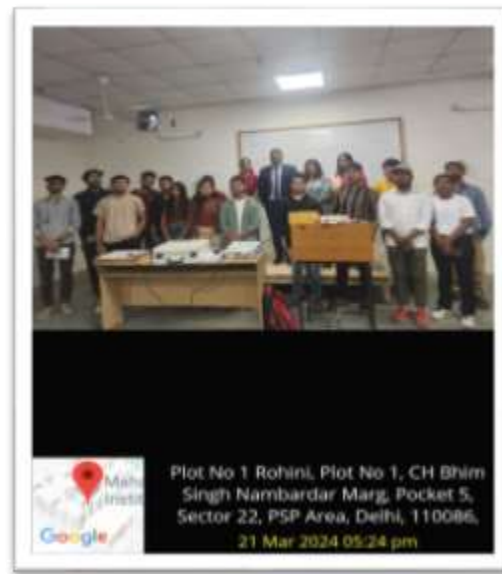 Plot No 1 Rohini, Plot No 1, CH Bhim
Singh Nambardar Marg, Pocket 5,
Sector 22, PSP Area, Delhi, 110086,
21 Mar 2024 05:24 pm
Google